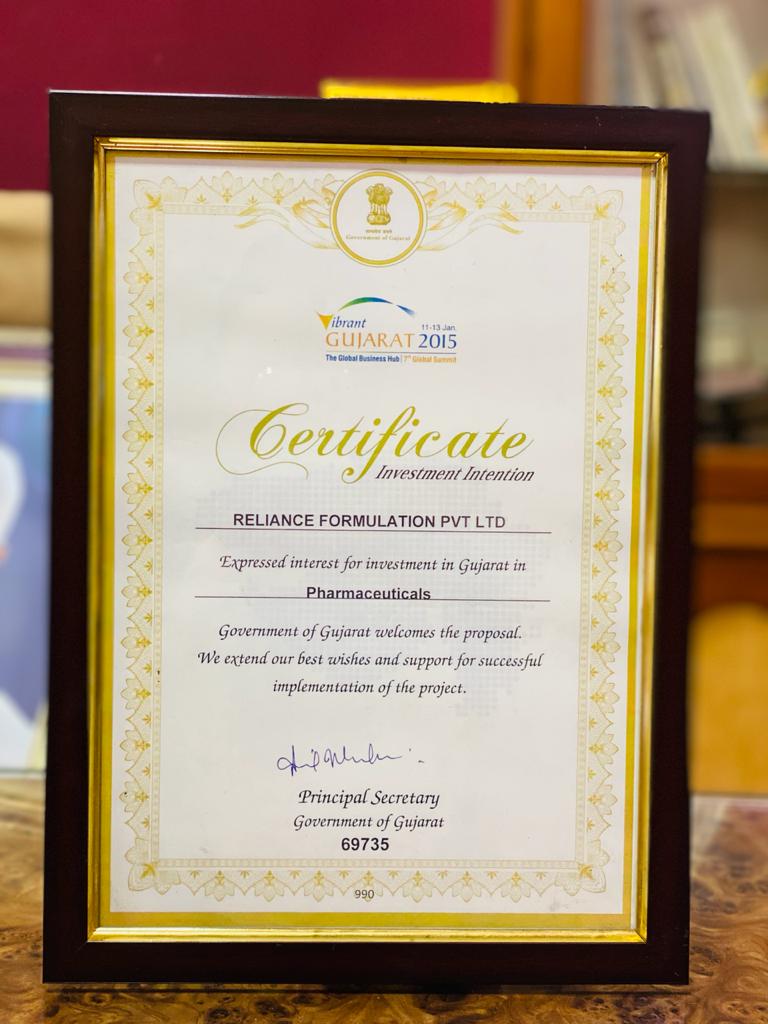 सत्यमेव जयते
Government of Gujarat
Vibrant
11-13 Jan.
GUJARAT 2015
The Global Business Hub | 7th Global Summit
Certificate
Investment Intention
RELIANCE FORMULATION PVT LTD
Expressed interest for investment in Gujarat in
Pharmaceuticals
Government of Gujarat welcomes the proposal.
We extend our best wishes and support for successful
implementation of the project.
Principal Secretary
Government of Gujarat
69735
990